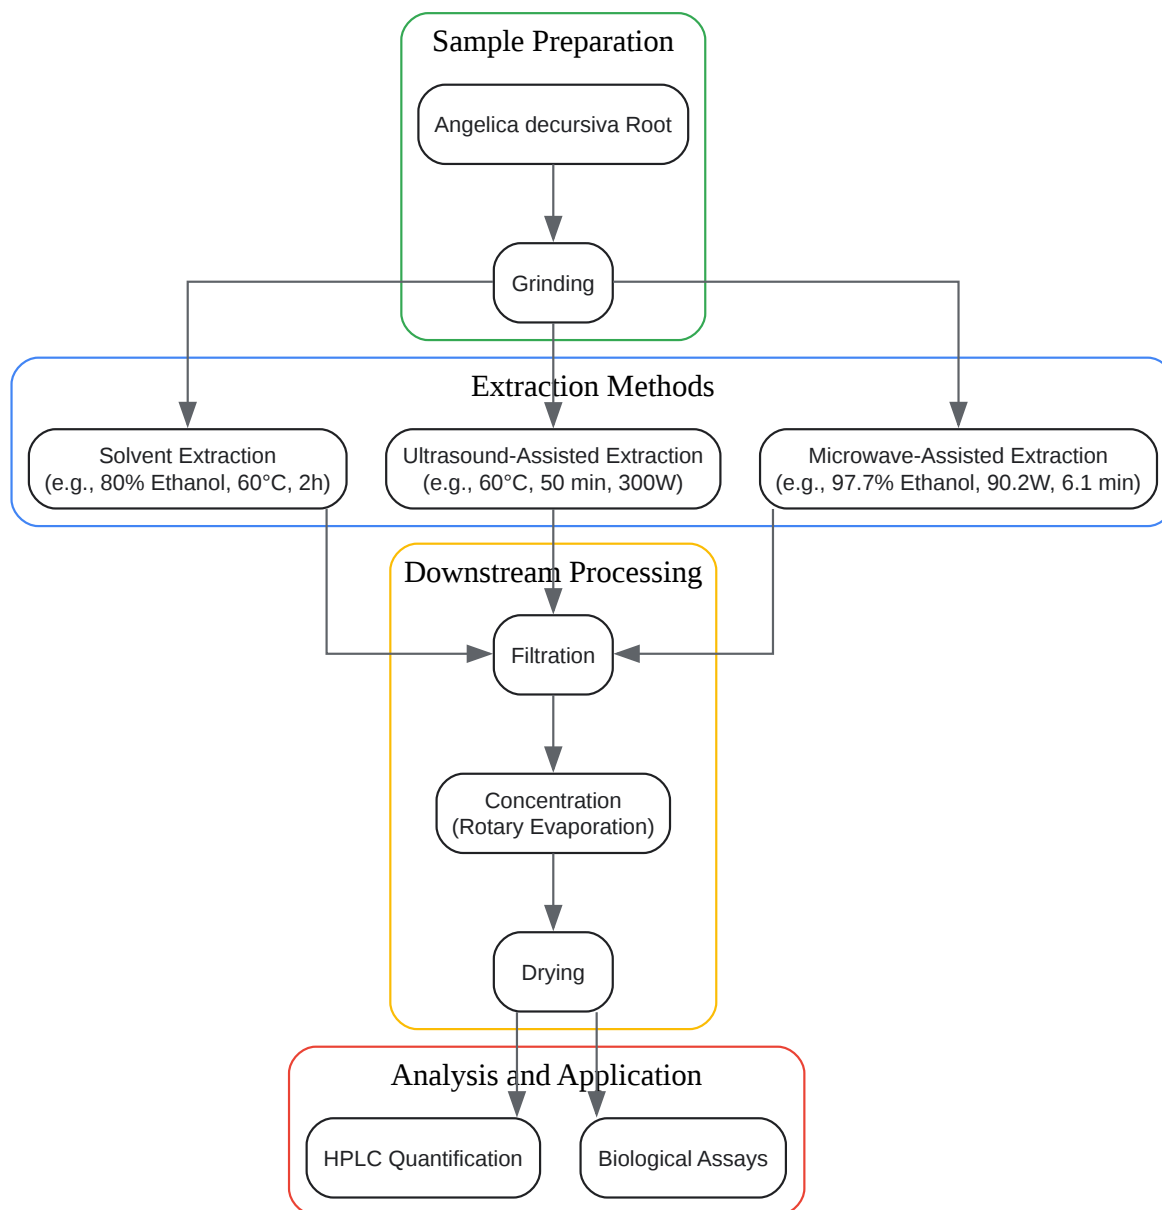 Sample Preparation
Angelica decursiva Root
Grinding
Extraction Methods
Solvent Extraction
(e.g., 80% Ethanol, 60°C, 2h)
Ultrasound-Assisted Extraction
(e.g., 60°C, 50 min, 300W)
Microwave-Assisted Extraction
(e.g., 97.7% Ethanol, 90.2W, 6.1 min)
Downstream Processing
Filtration
Concentration
(Rotary Evaporation)
Drying
Analysis and Application
HPLC Quantification
Biological Assays